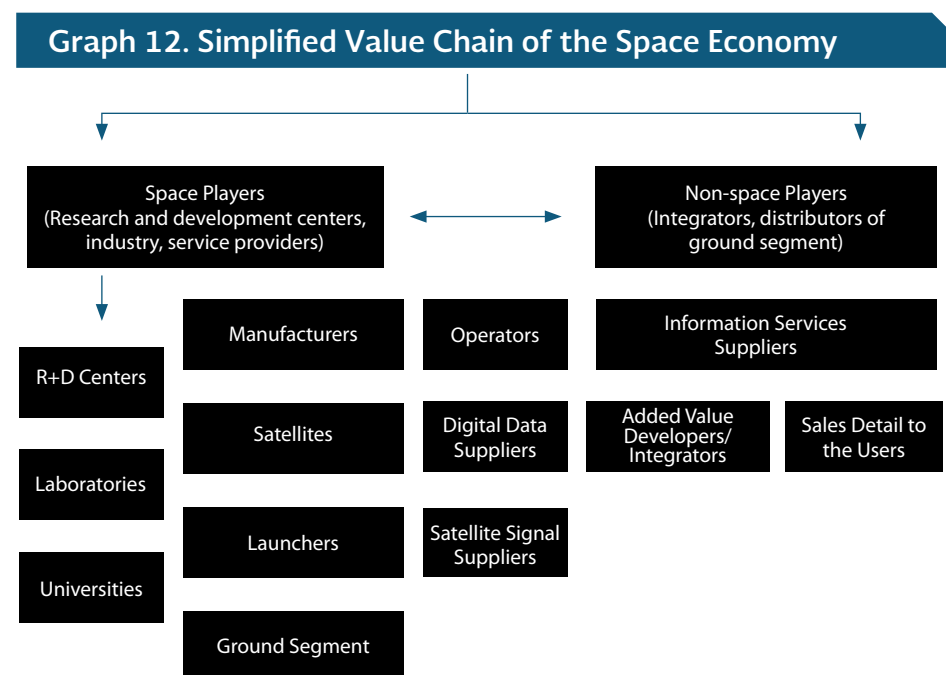 Graph 12. Simplified Value Chain of the Space Economy
Space Players
(Research and development centers,
industry, service providers)
Non-space Players
(Integrators, distributors of
ground segment)
R+D Centers
Laboratories
Universities
Manufacturers
Satellites
Launchers
Ground Segment
Operators
Digital Data
Suppliers
Satellite Signal
Suppliers
Information Services
Suppliers
Added Value
Developers/
Integrators
Sales Detail to
the Users